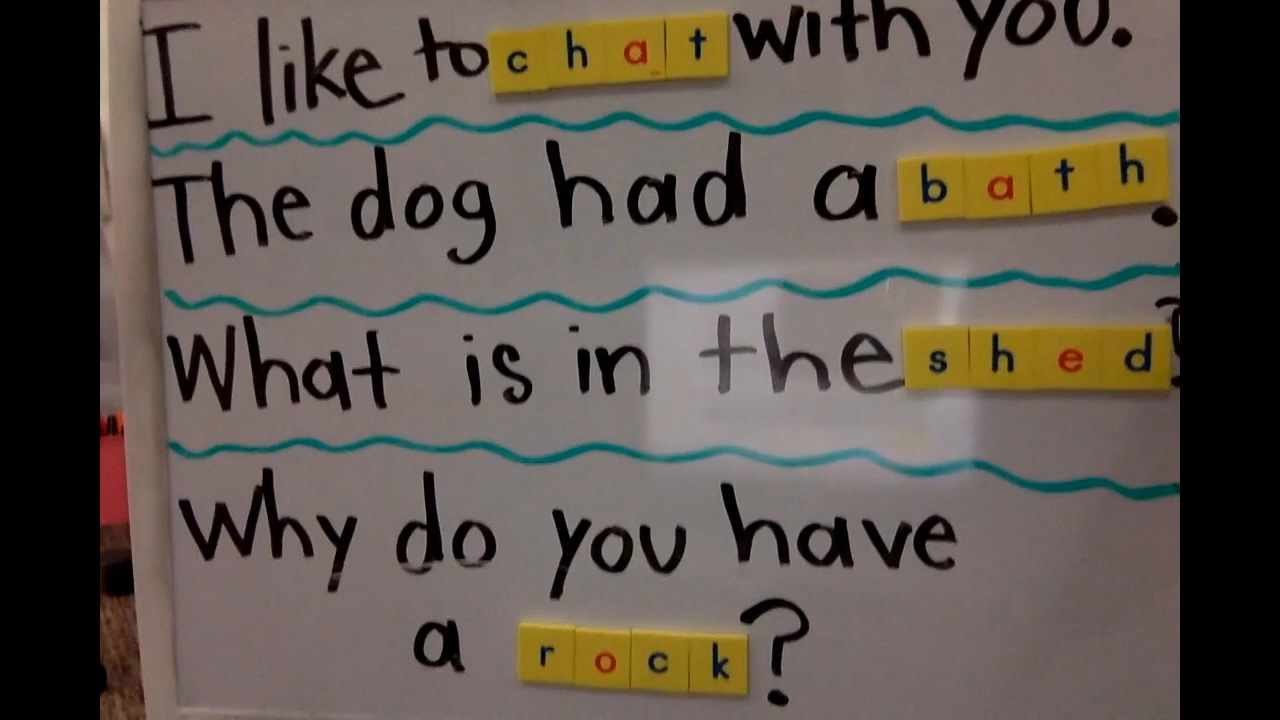 I like to chat with you.
The dog had a bath.
What is in the shed?
Why do you have
a rock?